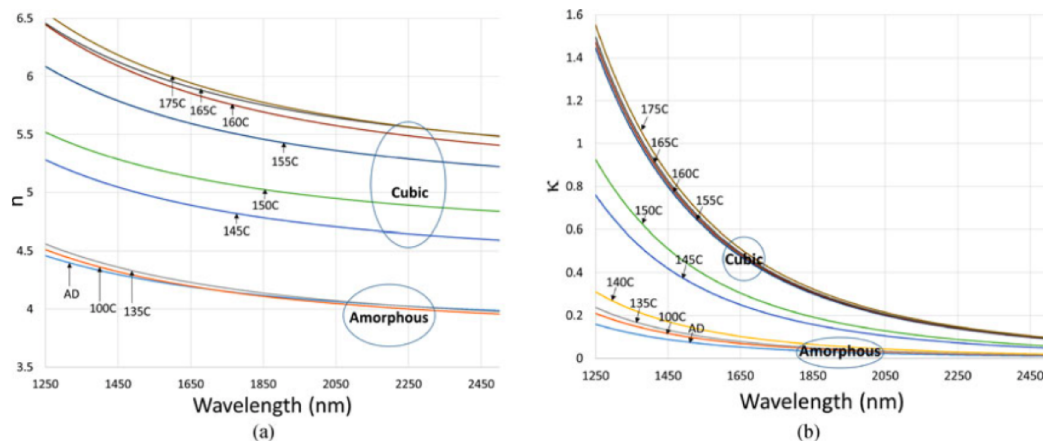 6.5
6
5.5
5
4.5
4
3.5
n
175C
165C
160C
155C
150C
145C
Cubic
AD
100C
135C
Amorphous
1250 1450 1650 1850 2050 2250 2450
Wavelength (nm)
(a)
1.6
1.4
1.2
1
0.8
0.6
0.4
0.2
0
κ
175C
165C
160C
155C
150C
145C
Cubic
140C
135C
100C
AD
Amorphous
1250 1450 1650 1850 2050 2250 2450
Wavelength (nm)
(b)